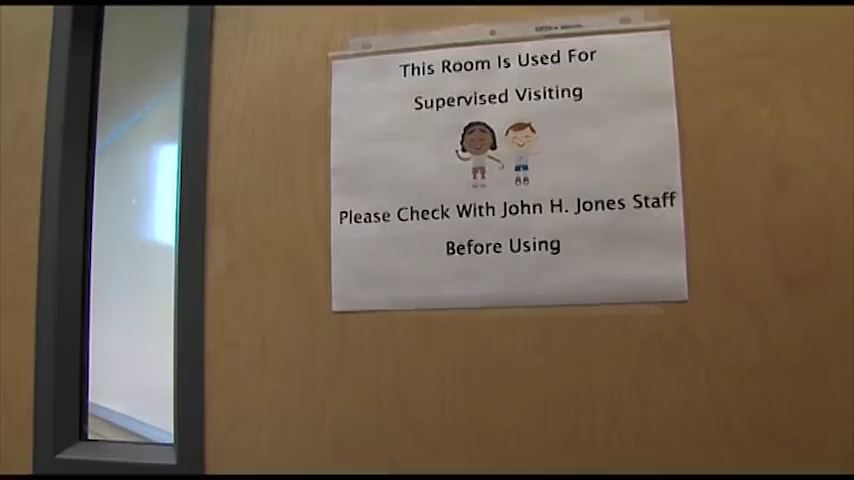 This Room Is Used For
Supervised Visiting
Please Check With John H. Jones Staff
Before Using